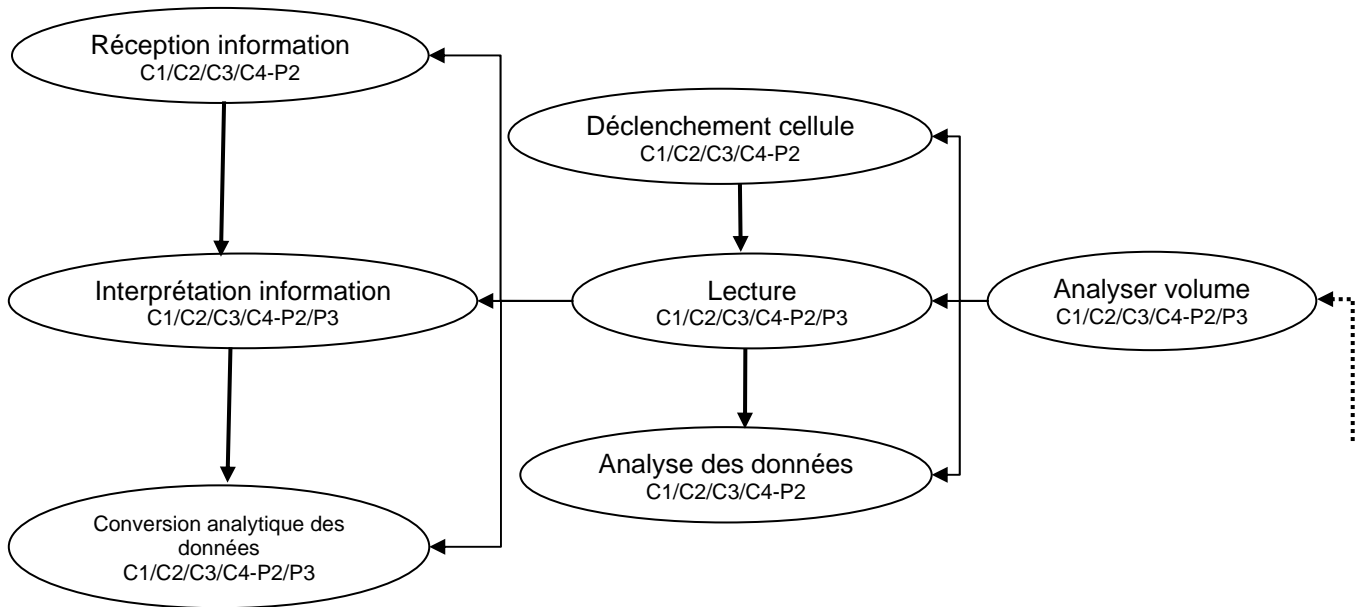 Réception information
C1/C2/C3/C4-P2
Déclenchement cellule
C1/C2/C3/C4-P2
Interprétation information
C1/C2/C3/C4-P2/P3
Lecture
C1/C2/C3/C4-P2/P3
Analyser volume
C1/C2/C3/C4-P2/P3
Analyse des données
C1/C2/C3/C4-P2
Conversion analytique des
données
C1/C2/C3/C4-P2/P3